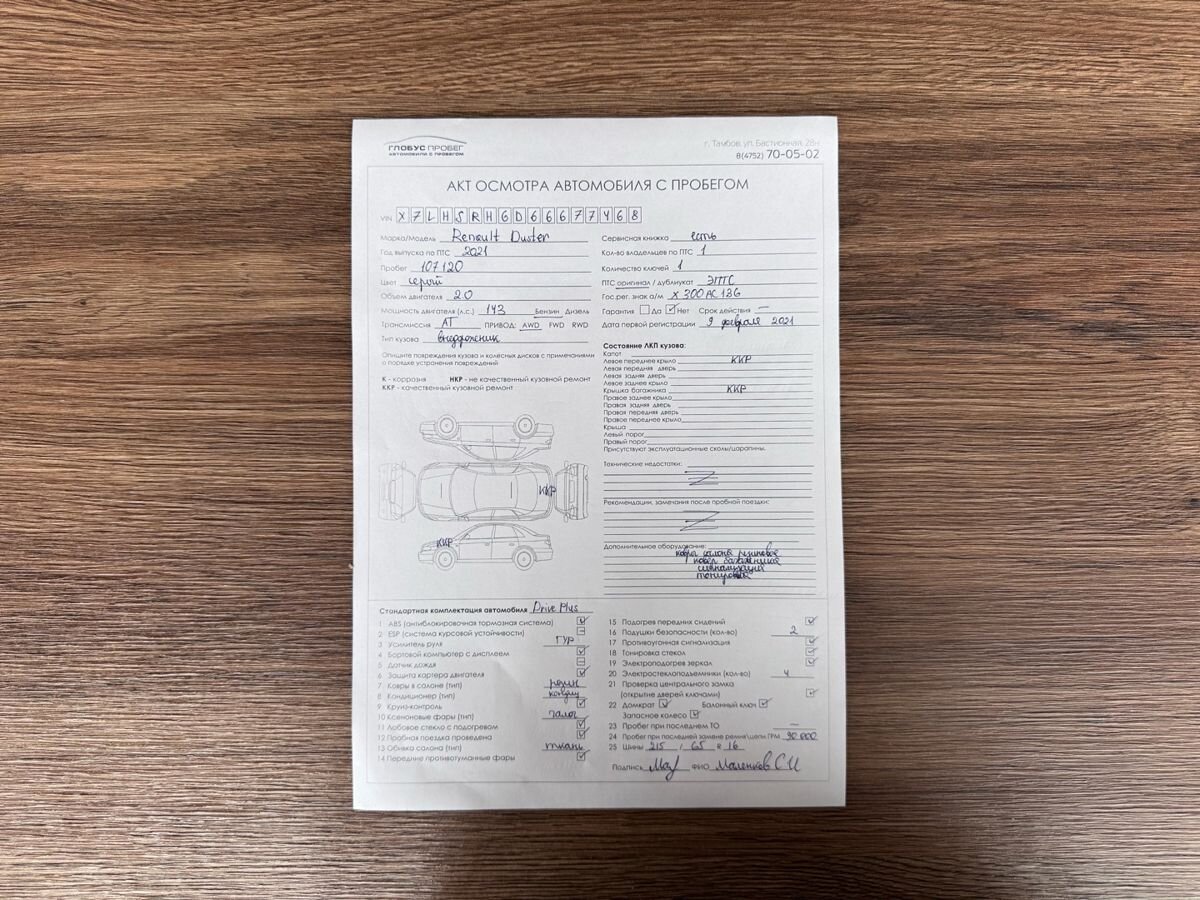 ГЛОБУС ПРОБЕГ
АВТОМОБИЛИ С ПРОБЕГОМ
г. Тамбов, ул. Бастионная, 28н
8(4752) 70-05-02
АКТ ОСМОТРА АВТОМОБИЛЯ С ПРОБЕГОМ
VIN X7LHSRHGD66677468
Марка/Модель Renault Duster
Год выпуска по ПТС 2021
Пробег 107120
Цвет серый
Объем двигателя 2.0
Мощность двигателя (л.с.) 143 Бензин Дизель
Трансмиссия АТ ПРИВОД: AWD FWD RWD
Тип кузова внедорожник
Опишите повреждения кузова и колёсных дисков с примечаниями
о порядке устранения повреждений
К - коррозия НКР - не качественный кузовной ремонт
ККР - качественный кузовной ремонт
ККР
ККР
Сервисная книжка есть
Кол-во владельцев по ПТС 1
Количество ключей 1
ПТС оригинал / дубликат ЭПТС
Гос.рег. знак а/м Х 300 АС 136
Гарантия Да Нет Срок действия —
Дата первой регистрации 9 февраля 2021
Состояние ЛКП кузова:
Капот
Левое переднее крыло ККР
Левая передняя дверь
Левая задняя дверь
Левое заднее крыло
Крышка багажника ККР
Правое заднее крыло
Правая задняя дверь
Правая передняя дверь
Правое переднее крыло
Крыша
Левый порог
Правый порог
Присутствуют эксплуатационные сколы/царапины.
Технические недостатки:
Рекомендации, замечания после пробной поездки:
Дополнительное оборудование:
ковры салона резиновые
ковёр багажника
сигнализация
тонировка
Стандартная комплектация автомобиля Drive Plus
1 ABS (антиблокировочная тормозная система)
2 ESP (система курсовой устойчивости) —
3 Усилитель руля ГУР
4 Бортовой компьютер с дисплеем
5 Датчик дождя —
6 Защита картера двигателя
7 Ковры в салоне (тип) резин
8 Кондиционер (тип) кондиц
9 Круиз-контроль
10 Ксеноновые фары (тип) галог
11 Лобовое стекло с подогревом
12 Пробная поездка проведена
13 Обивка салона (тип) ткань
14 Передние противотуманные фары
15 Подогрев передних сидений
16 Подушки безопасности (кол-во) 2
17 Противоугонная сигнализация
18 Тонировка стекол
19 Электроподогрев зеркал
20 Электростеклоподъемники (кол-во) 4
21 Проверка центрального замка
(открытие дверей ключами)
22 Домкрат Балонный ключ
Запасное колесо
23 Пробег при последнем ТО —
24 Пробег при последней замене ремня/цепи ГРМ 90 000
25 Шины 215 / 65 R 16
Подпись ФИО Маленков С И